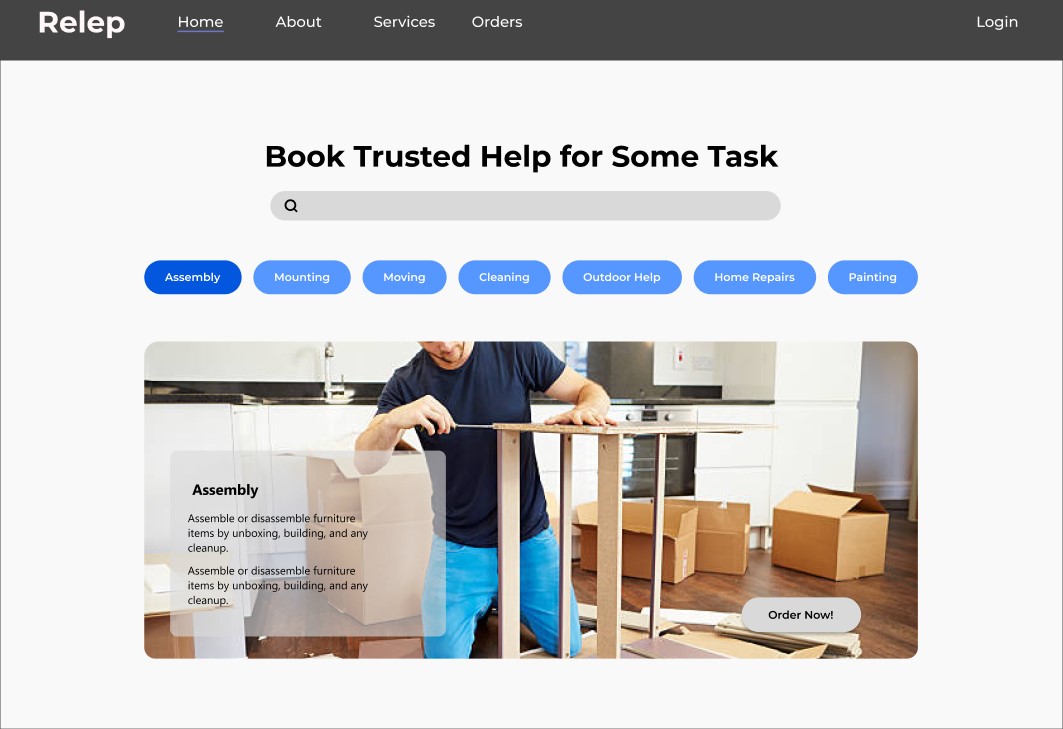 Relep Home About Services Orders Login
Book Trusted Help for Some Task
Assembly Mounting Moving Cleaning Outdoor Help Home Repairs Painting
Assembly
Assemble or disassemble furniture
items by unboxing, building, and any
cleanup.
Assemble or disassemble furniture
items by unboxing, building, and any
cleanup.
Order Now!